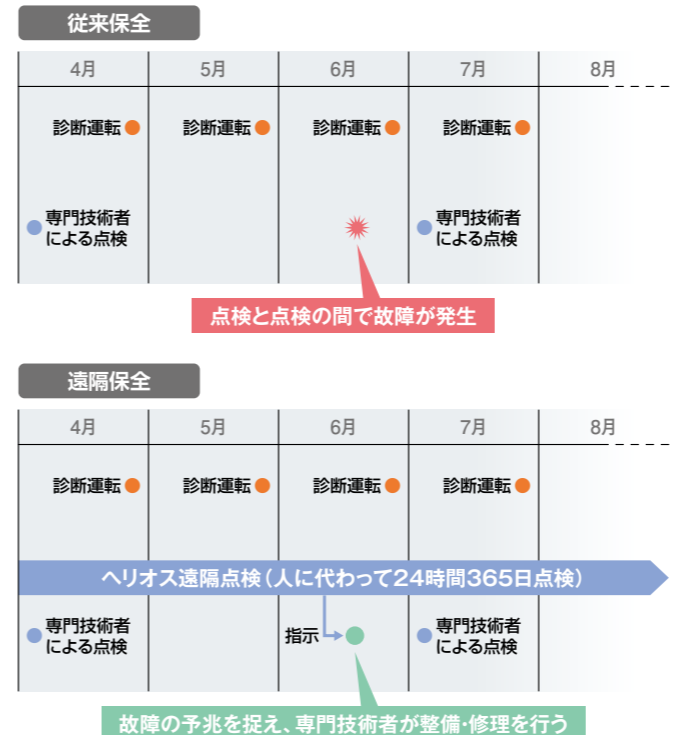 従来保全
4月 5月 6月 7月 8月
診断運転 診断運転 診断運転 診断運転
専門技術者
による点検
専門技術者
による点検
点検と点検の間で故障が発生
遠隔保全
4月 5月 6月 7月 8月
診断運転 診断運転 診断運転 診断運転
ヘリオス遠隔点検(人に代わって24時間365日点検)
専門技術者
による点検
指示
専門技術者
による点検
故障の予兆を捉え、専門技術者が整備・修理を行う